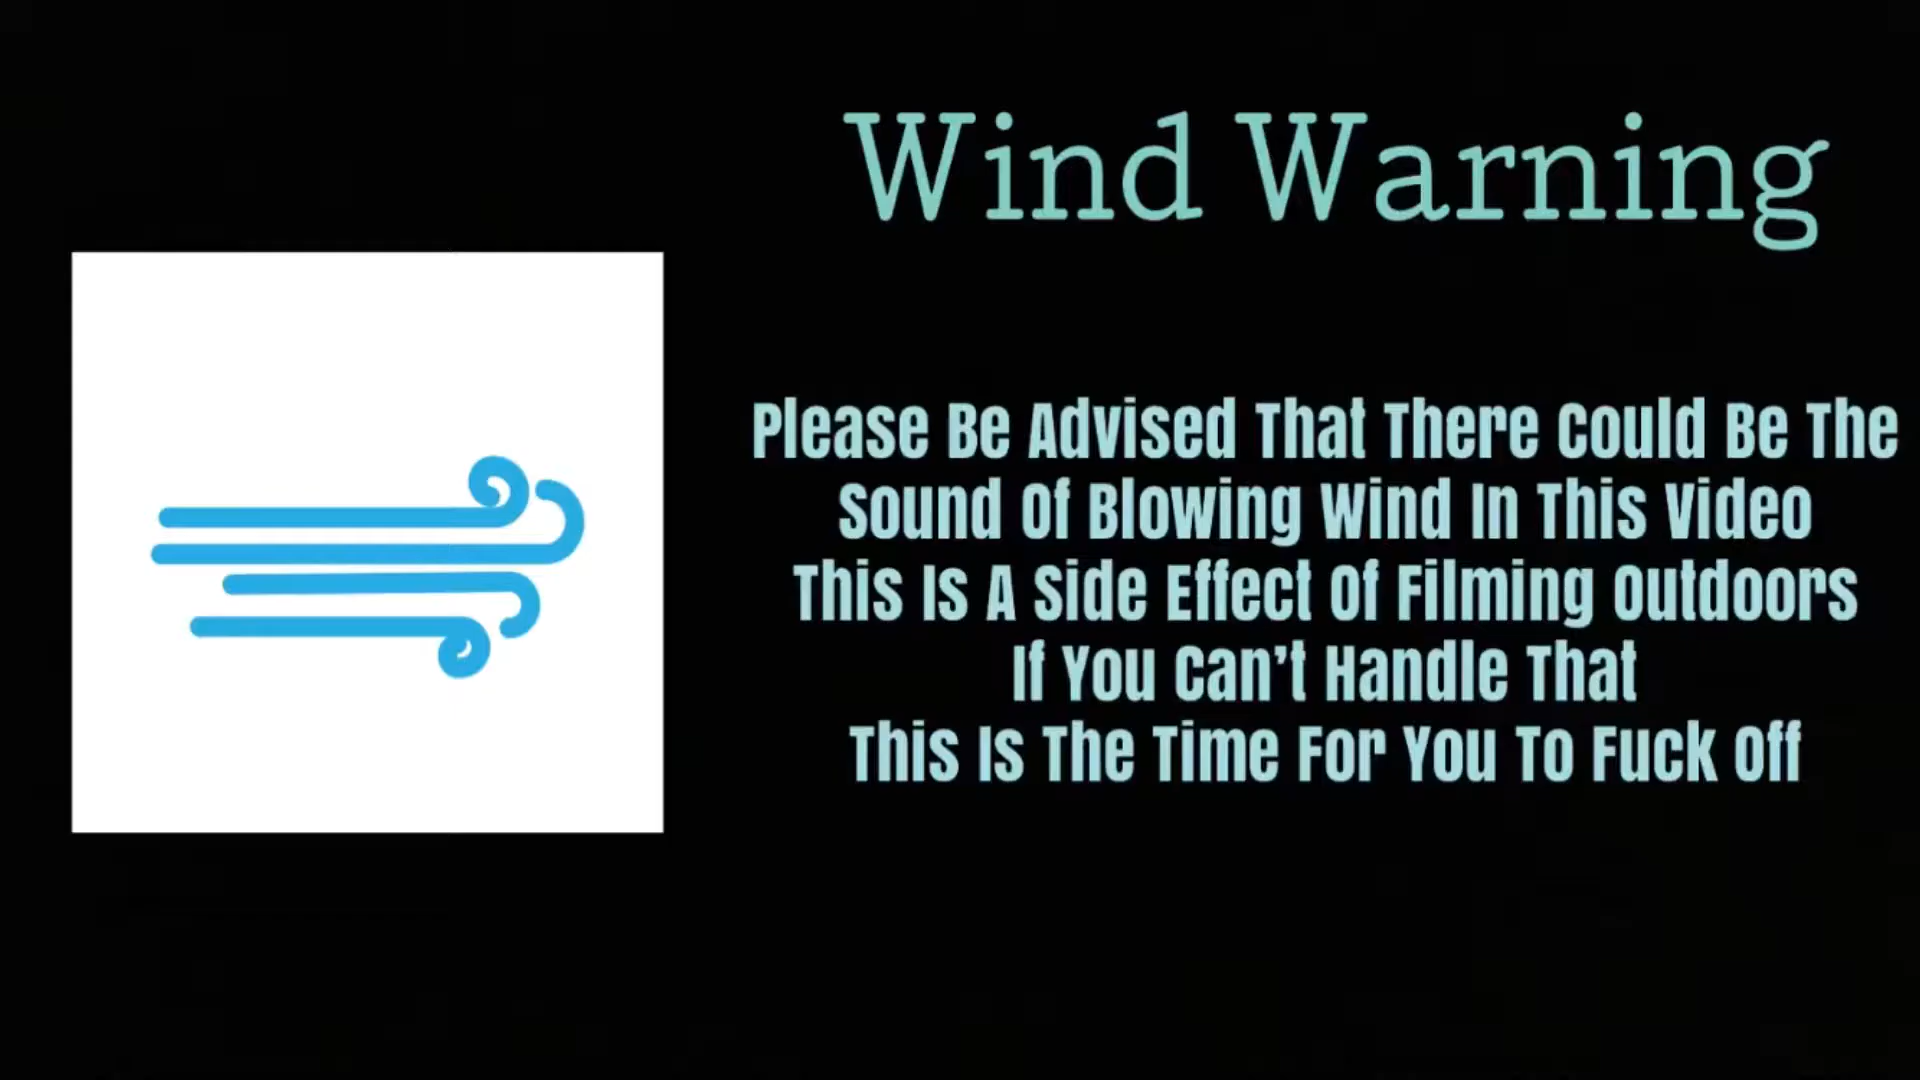 Wind Warning
Please Be Advised That There Could Be The
Sound Of Blowing Wind In This Video
This Is A Side Effect Of Filming Outdoors
If You Can’t Handle That
This Is The Time For You To Fuck Off